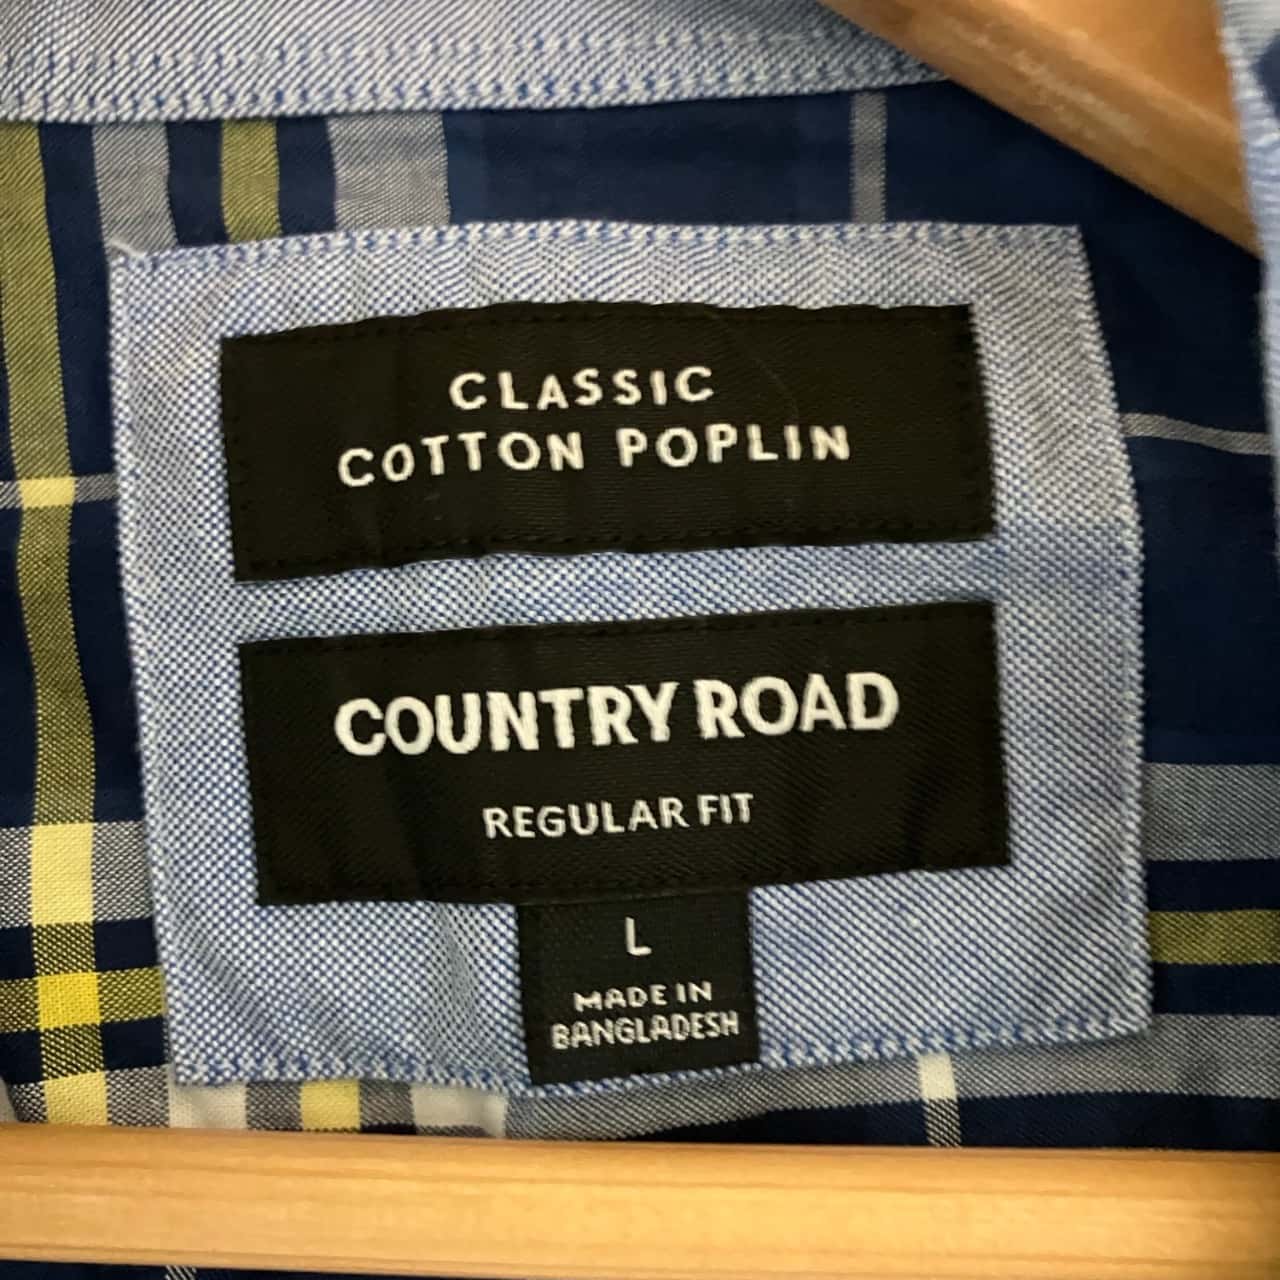 CLASSIC
COTTON POPLIN
COUNTRY ROAD
REGULAR FIT
L
MADE IN
BANGLADESH